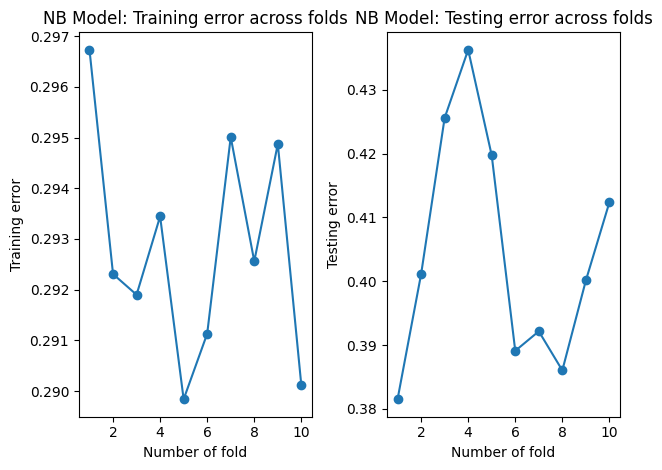 NB Model: Training error across folds
0.297
0.296
0.295
0.294
0.293
0.292
0.291
0.290
Training error
2 4 6 8 10
Number of fold
NB Model: Testing error across folds
0.43
0.42
0.41
0.40
0.39
0.38
Testing error
2 4 6 8 10
Number of fold